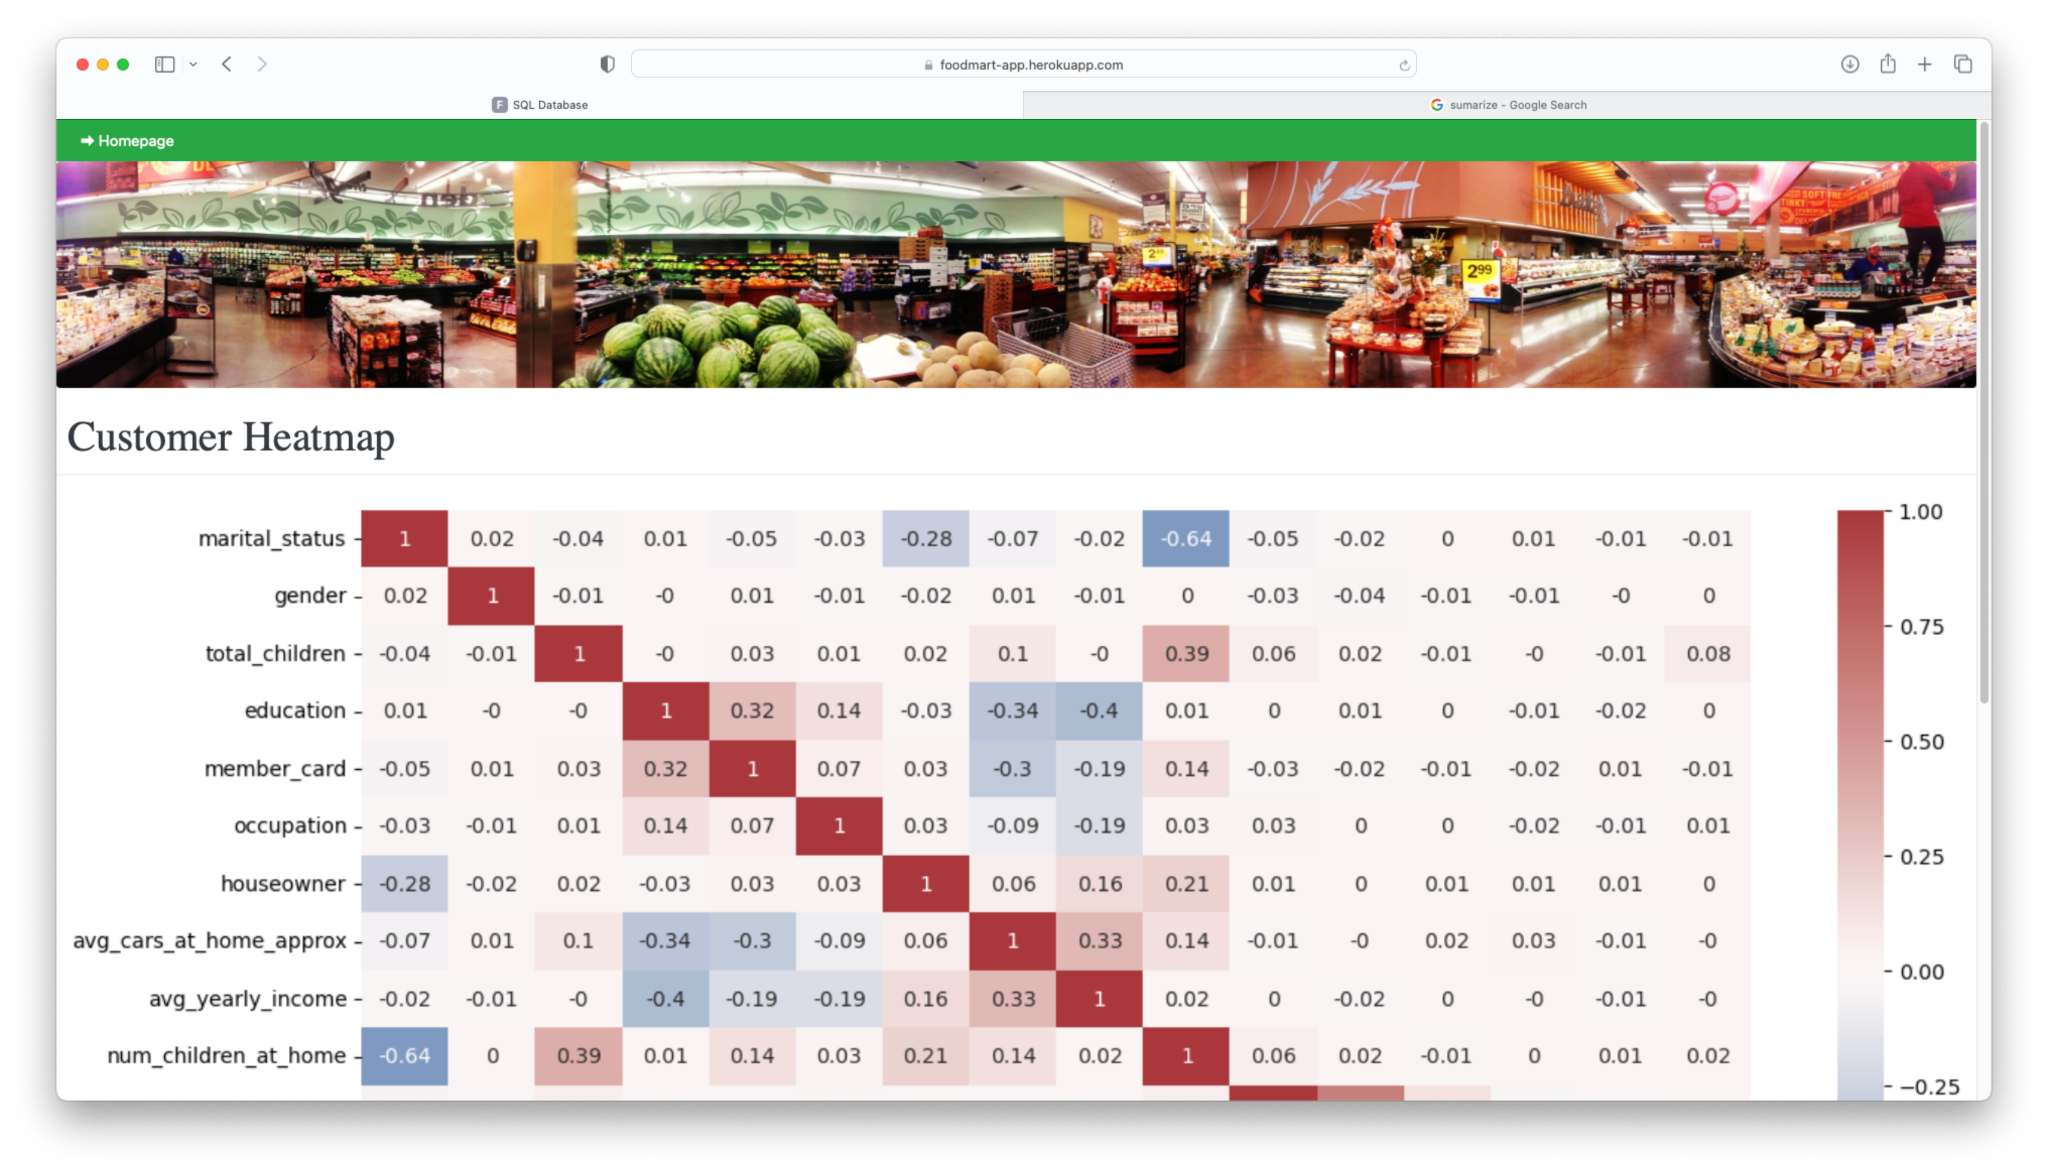 foodmart-app.herokuapp.com
F SQL Database
sumarize - Google Search
➡ Homepage
2⁹⁹
Customer Heatmap
marital_status 1 0.02 -0.04 0.01 -0.05 -0.03 -0.28 -0.07 -0.02 -0.64 -0.05 -0.02 0 0.01 -0.01 -0.01
gender 0.02 1 -0.01 -0 0.01 -0.01 -0.02 0.01 -0.01 0 -0.03 -0.04 -0.01 -0.01 -0 0
total_children -0.04 -0.01 1 -0 0.03 0.01 0.02 0.1 -0 0.39 0.06 0.02 -0.01 -0 -0.01 0.08
education 0.01 -0 -0 1 0.32 0.14 -0.03 -0.34 -0.4 0.01 0 0.01 0 -0.01 -0.02 0
member_card -0.05 0.01 0.03 0.32 1 0.07 0.03 -0.3 -0.19 0.14 -0.03 -0.02 -0.01 -0.02 0.01 -0.01
occupation -0.03 -0.01 0.01 0.14 0.07 1 0.03 -0.09 -0.19 0.03 0.03 0 0 -0.02 -0.01 0.01
houseowner -0.28 -0.02 0.02 -0.03 0.03 0.03 1 0.06 0.16 0.21 0.01 0 0.01 0.01 0.01 0
avg_cars_at_home_approx -0.07 0.01 0.1 -0.34 -0.3 -0.09 0.06 1 0.33 0.14 -0.01 -0 0.02 0.03 -0.01 -0
avg_yearly_income -0.02 -0.01 -0 -0.4 -0.19 -0.19 0.16 0.33 1 0.02 0 -0.02 0 -0 -0.01 -0
num_children_at_home -0.64 0 0.39 0.01 0.14 0.03 0.21 0.14 0.02 1 0.06 0.02 -0.01 0 0.01 0.02
1.00
0.75
0.50
0.25
0.00
−0.25